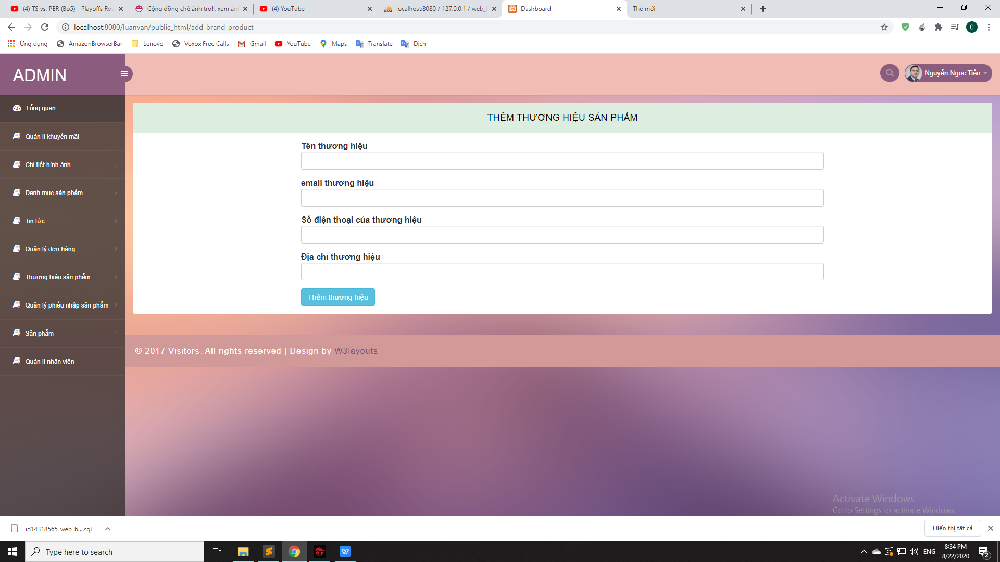 (4) TS vs. PER (Bo5) - Playoffs Rou
Cộng đồng chế ảnh troll, xem ản
(4) YouTube
localhost:8080 / 127.0.0.1 / web_
Dashboard
Thẻ mới
localhost:8080/luanvan/public_html/add-brand-product
C
Ứng dụng
AmazonBrowserBar
Lenovo
Voxox Free Calls
Gmail
YouTube
Maps
Translate
Dịch
ADMIN
Nguyễn Ngọc Tiến
Tổng quan
Quản lí khuyến mãi
Chi tiết hình ảnh
Danh mục sản phẩm
Tin tức
Quản lý đơn hàng
Thương hiệu sản phẩm
Quản lý phiếu nhập sản phẩm
Sản phẩm
Quản lí nhân viên
THÊM THƯƠNG HIỆU SẢN PHẨM
Tên thương hiệu
email thương hiệu
Số điện thoại của thương hiệu
Địa chỉ thương hiệu
Thêm thương hiệu
© 2017 Visitors. All rights reserved | Design by W3layouts
Activate Windows
Go to Settings to activate Windows.
id14318565_web_b....sql
Hiển thị tất cả
Type here to search
ENG
8:34 PM
8/22/2020
2